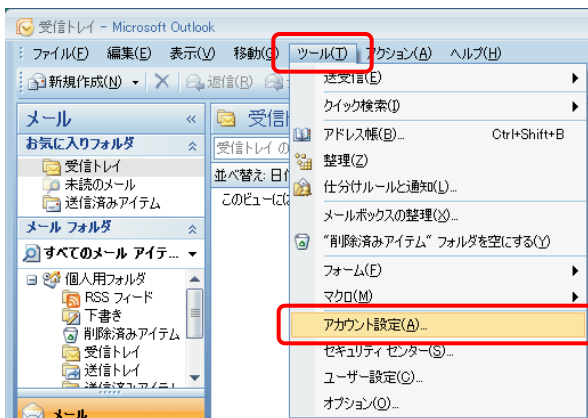 受信トレイ - Microsoft Outlook
ファイル(F) 編集(E) 表示(V) 移動(G) ツール(T) アクション(A) ヘルプ(H)
新規作成(N) 返信(R)
送受信(E)
クイック検索(I)
アドレス帳(B)... Ctrl+Shift+B
整理(Z)
仕分けルールと通知(L)...
メールボックスの整理(X)...
"削除済みアイテム" フォルダを空にする(Y)
フォーム(F)
マクロ(M)
アカウント設定(A)...
セキュリティ センター(S)...
ユーザー設定(C)...
オプション(O)...
メール
お気に入りフォルダ
受信トレイ
未読のメール
送信済みアイテム
メール フォルダ
すべてのメール アイテ...
個人用フォルダ
RSS フィード
下書き
削除済みアイテム
受信トレイ
送信トレイ
送信済みアイテム
メール
受信
受信トレイ の
並べ替え: 日
このビューに